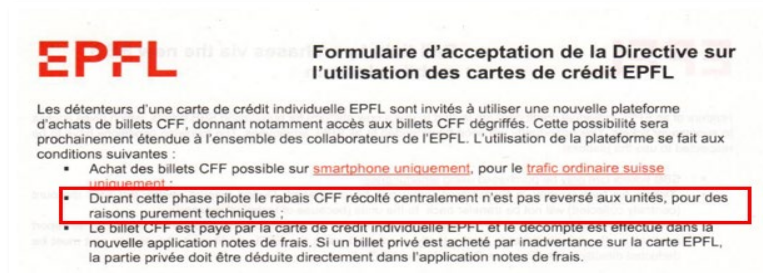 EPFL
Formulaire d'acceptation de la Directive sur
l'utilisation des cartes de crédit EPFL
Les détenteurs d'une carte de crédit individuelle EPFL sont invités à utiliser une nouvelle plateforme
d'achats de billets CFF, donnant notamment accès aux billets CFF dégriffés. Cette possibilité sera
prochainement étendue à l'ensemble des collaborateurs de l'EPFL. L'utilisation de la plateforme se fait aux
conditions suivantes :
▪ Achat des billets CFF possible sur smartphone uniquement, pour le trafic ordinaire suisse
uniquement ;
▪ Durant cette phase pilote le rabais CFF récolté centralement n'est pas reversé aux unités, pour des
raisons purement techniques ;
▪ Le billet CFF est payé par la carte de crédit individuelle EPFL et le décompte est effectué dans la
nouvelle application notes de frais. Si un billet privé est acheté par inadvertance sur la carte EPFL,
la partie privée doit être déduite directement dans l'application notes de frais.